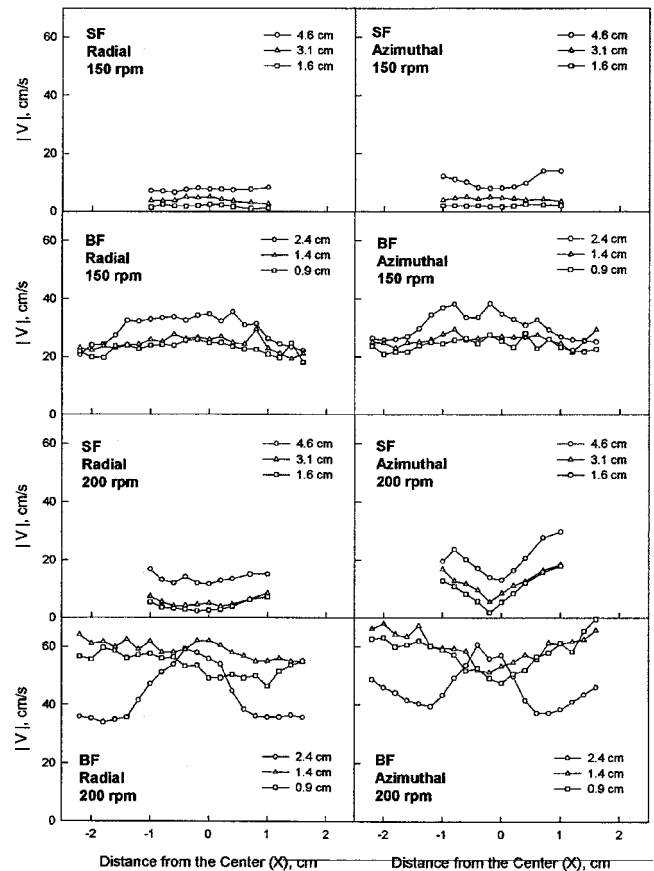 SF
Radial
150 rpm
4.6 cm
3.1 cm
1.6 cm
SF
Azimuthal
150 rpm
4.6 cm
3.1 cm
1.6 cm
| V |, cm/s
60
40
20
0
BF
Radial
150 rpm
2.4 cm
1.4 cm
0.9 cm
BF
Azimuthal
150 rpm
2.4 cm
1.4 cm
0.9 cm
| V |, cm/s
60
40
20
0
SF
Radial
200 rpm
4.6 cm
3.1 cm
1.6 cm
SF
Azimuthal
200 rpm
4.6 cm
3.1 cm
1.6 cm
| V |, cm/s
60
40
20
0
BF
Radial
200 rpm
2.4 cm
1.4 cm
0.9 cm
BF
Azimuthal
200 rpm
2.4 cm
1.4 cm
0.9 cm
| V |, cm/s
60
40
20
0
-2 -1 0 1 2
-2 -1 0 1 2
Distance from the Center (X), cm
Distance from the Center (X), cm